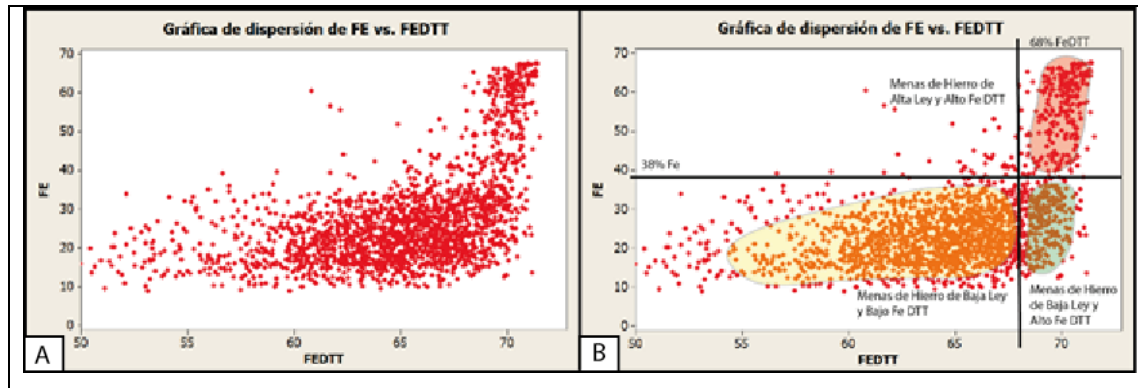 Gráfica de dispersión de FE vs. FEDTT
70
60
50
40
30
20
10
0
FE
50
55
60
65
70
FEDTT
A
Gráfica de dispersión de FE vs. FEDTT
68% FeDTT
Menas de Hierro de
Alta Ley y Alto Fe DTT
38% Fe
70
60
50
40
30
20
10
0
FE
Menas de Hierro de Baja Ley
y Bajo Fe DTT
Menas de Hierro
de Baja Ley y
Alto Fe DTT
50
55
60
65
70
FEDTT
B